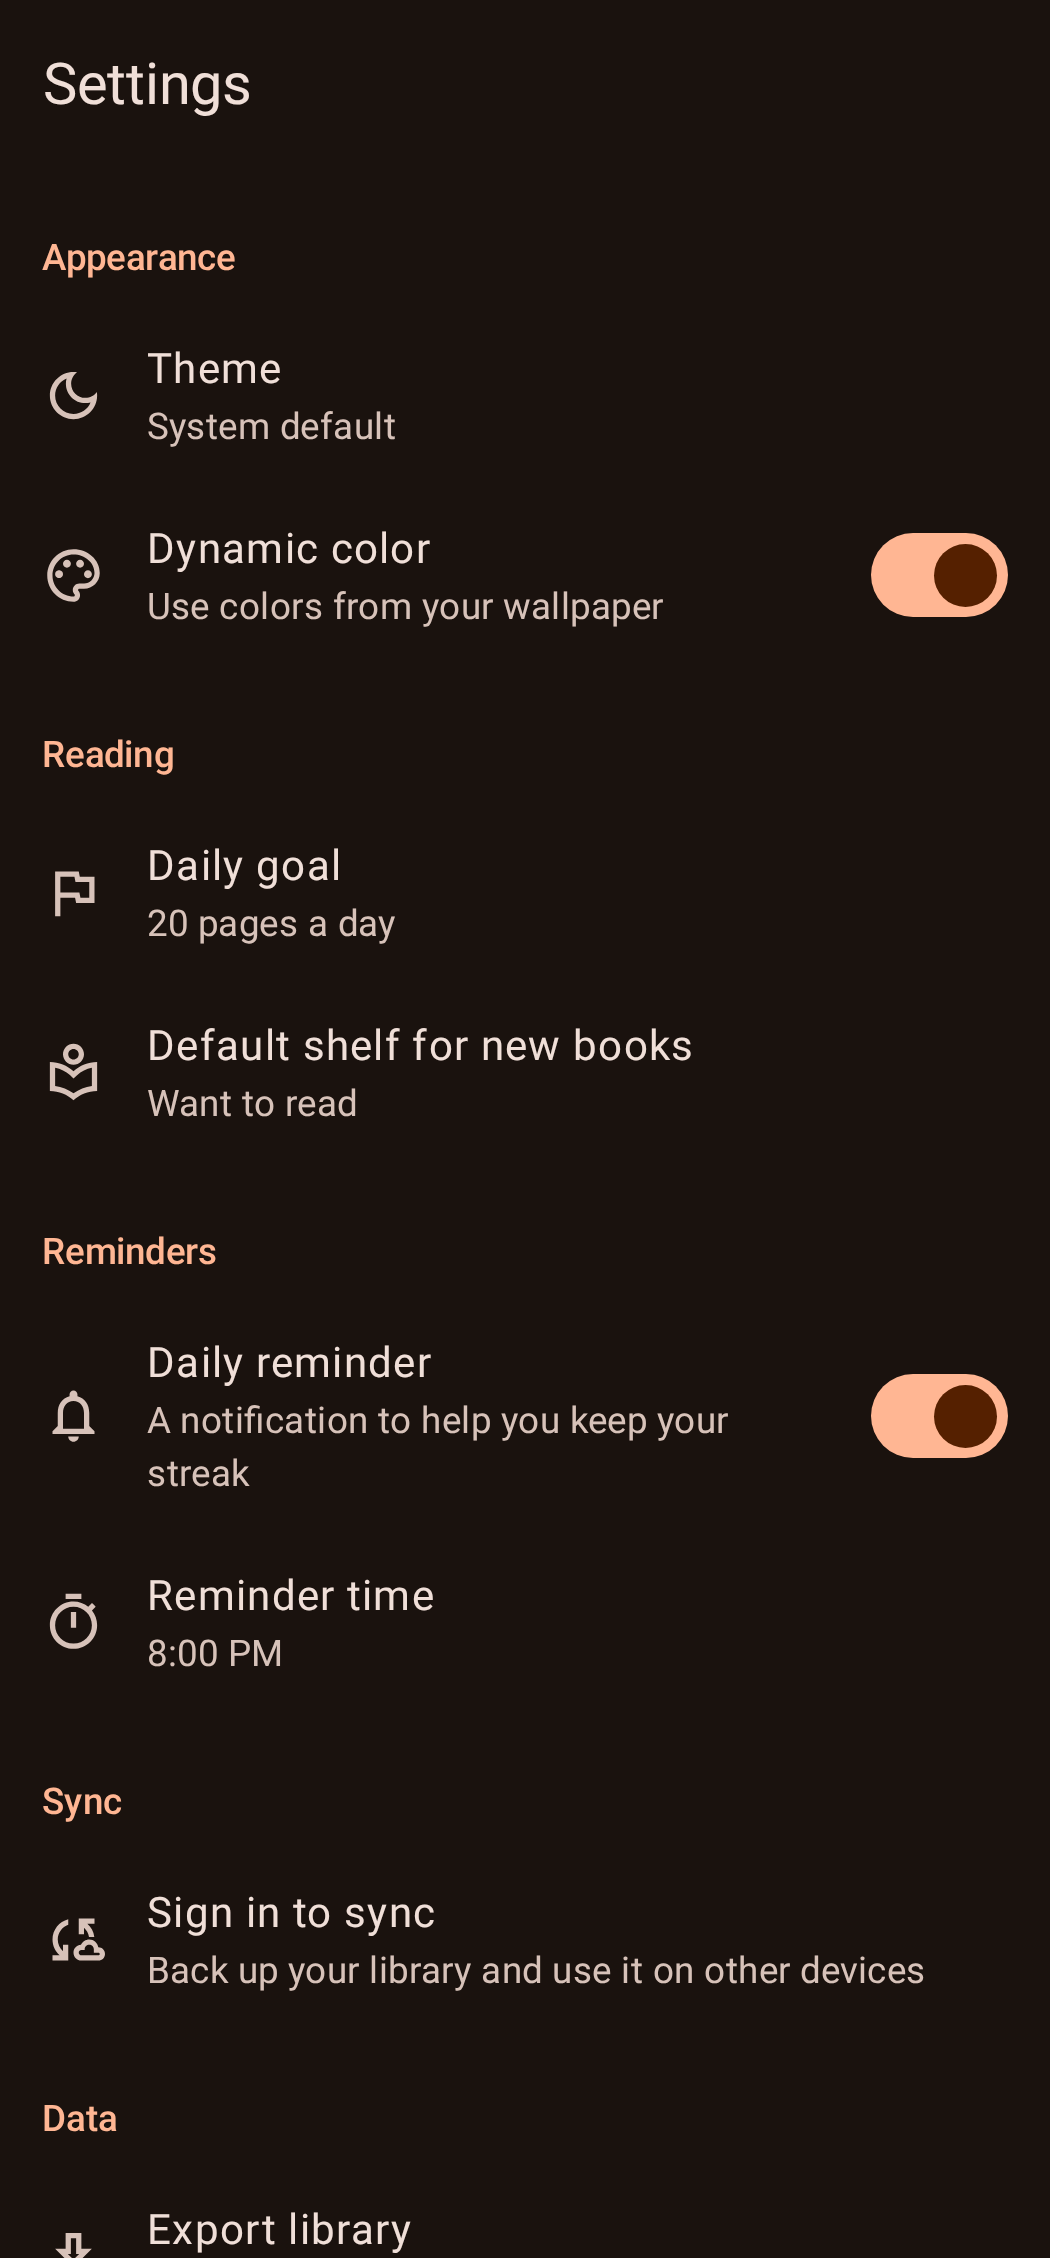 Settings
Appearance
Theme
System default
Dynamic color
Use colors from your wallpaper
Reading
Daily goal
20 pages a day
Default shelf for new books
Want to read
Reminders
Daily reminder
A notification to help you keep your
streak
Reminder time
8:00 PM
Sync
Sign in to sync
Back up your library and use it on other devices
Data
Export library